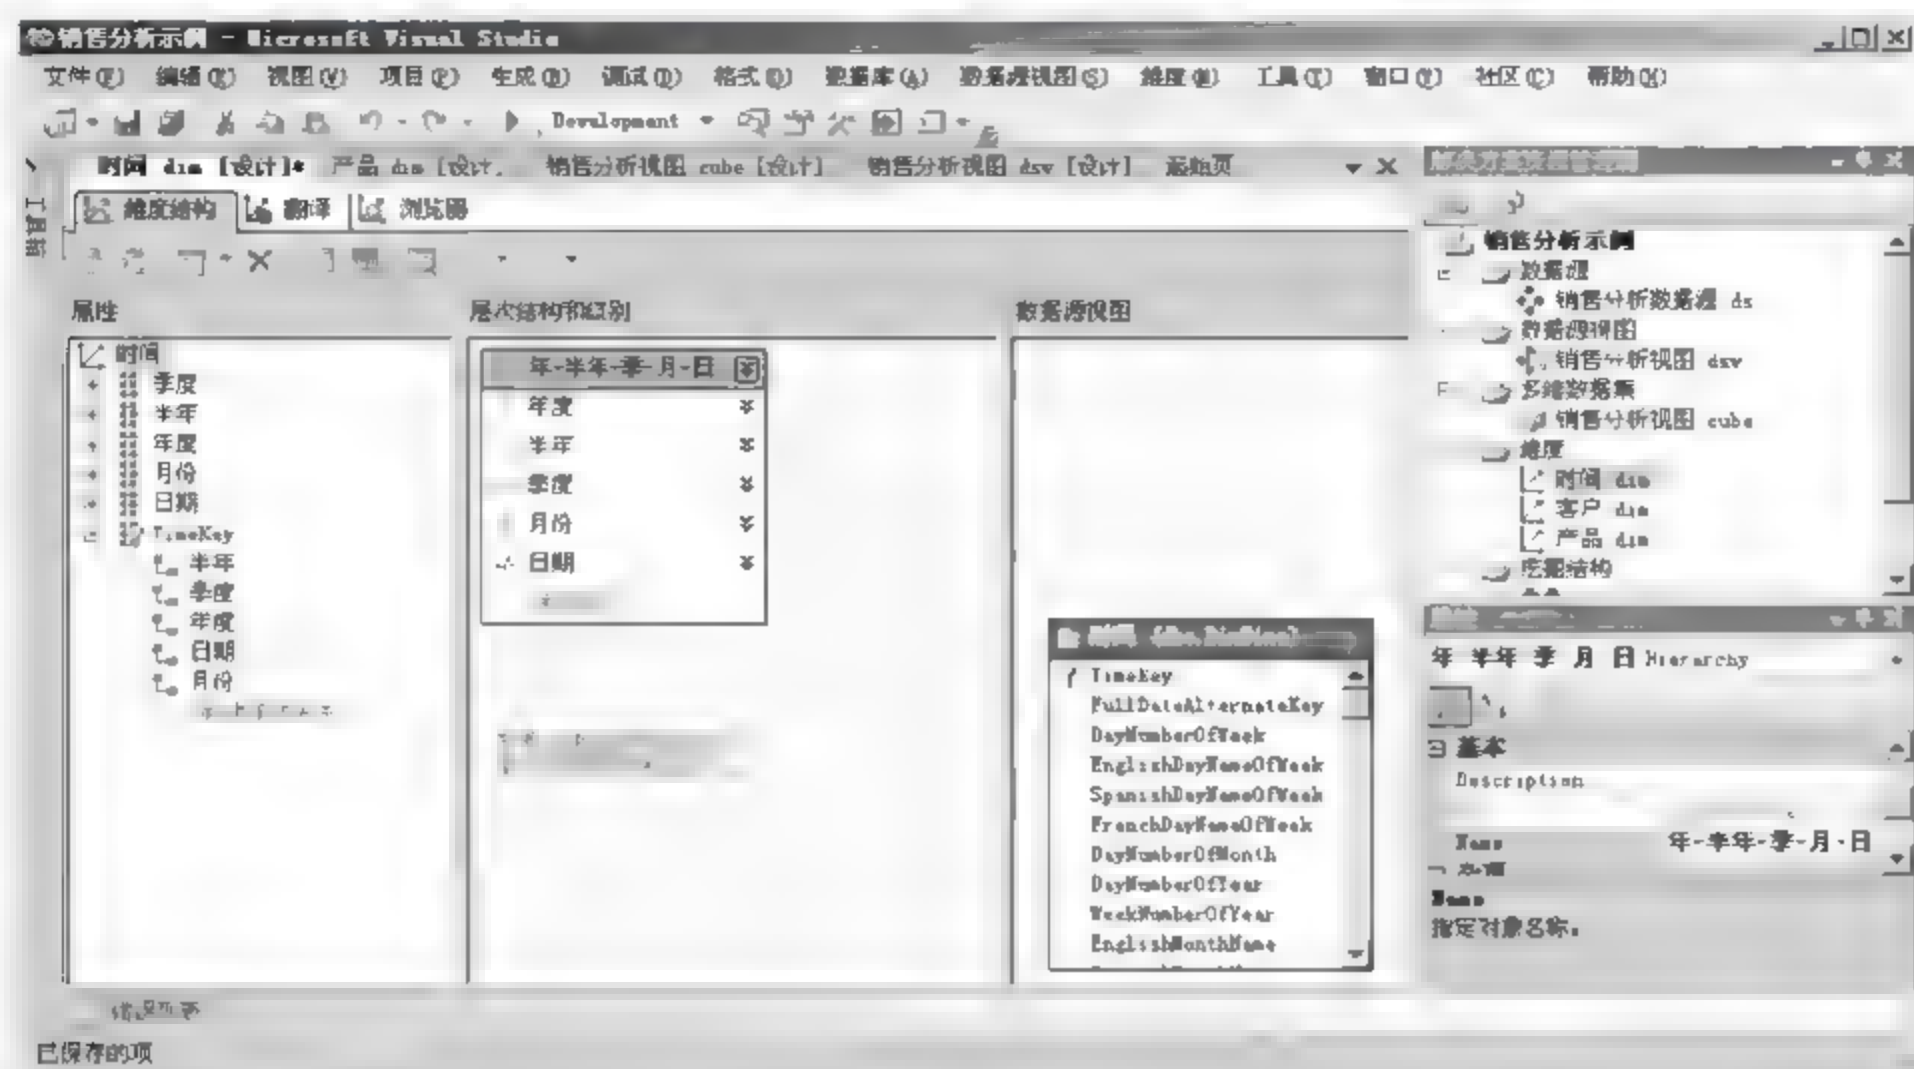 销售分析示例 - Microsoft Visual Studio
文件(F) 编辑(E) 视图(V) 项目(P) 生成(B) 调试(D) 格式(O) 数据库(A) 数据源视图(S) 维度(N) 工具(T) 窗口(W) 社区(C) 帮助(H)
Development
时间 dim [设计]* 产品 dim [设计] 销售分析视图 cube [设计] 销售分析视图 dsv [设计] 起始页
工具箱
维度结构 翻译 浏览器
属性
时间
季度
半年
年度
月份
日期
TimeKey
半年
季度
年度
日期
月份
层次结构和级别
年-半年-季-月-日
年度
半年
季度
月份
日期
数据源视图
TimeKey
FullDateAlternateKey
DayNumberOfWeek
EnglishDayNameOfWeek
SpanishDayNameOfWeek
FrenchDayNameOfWeek
DayNumberOfMonth
DayNumberOfYear
WeekNumberOfYear
EnglishMonthName
销售分析示例
数据源
销售分析数据源 ds
数据源视图
销售分析视图 dsv
多维数据集
销售分析视图 cube
维度
时间 dim
客户 dim
产品 dim
挖掘结构
年 半年 季 月 日 Hierarchy
基本
Description
Name 年-半年-季-月-日
Name
指定对象名称。
错误列表
已保存的项